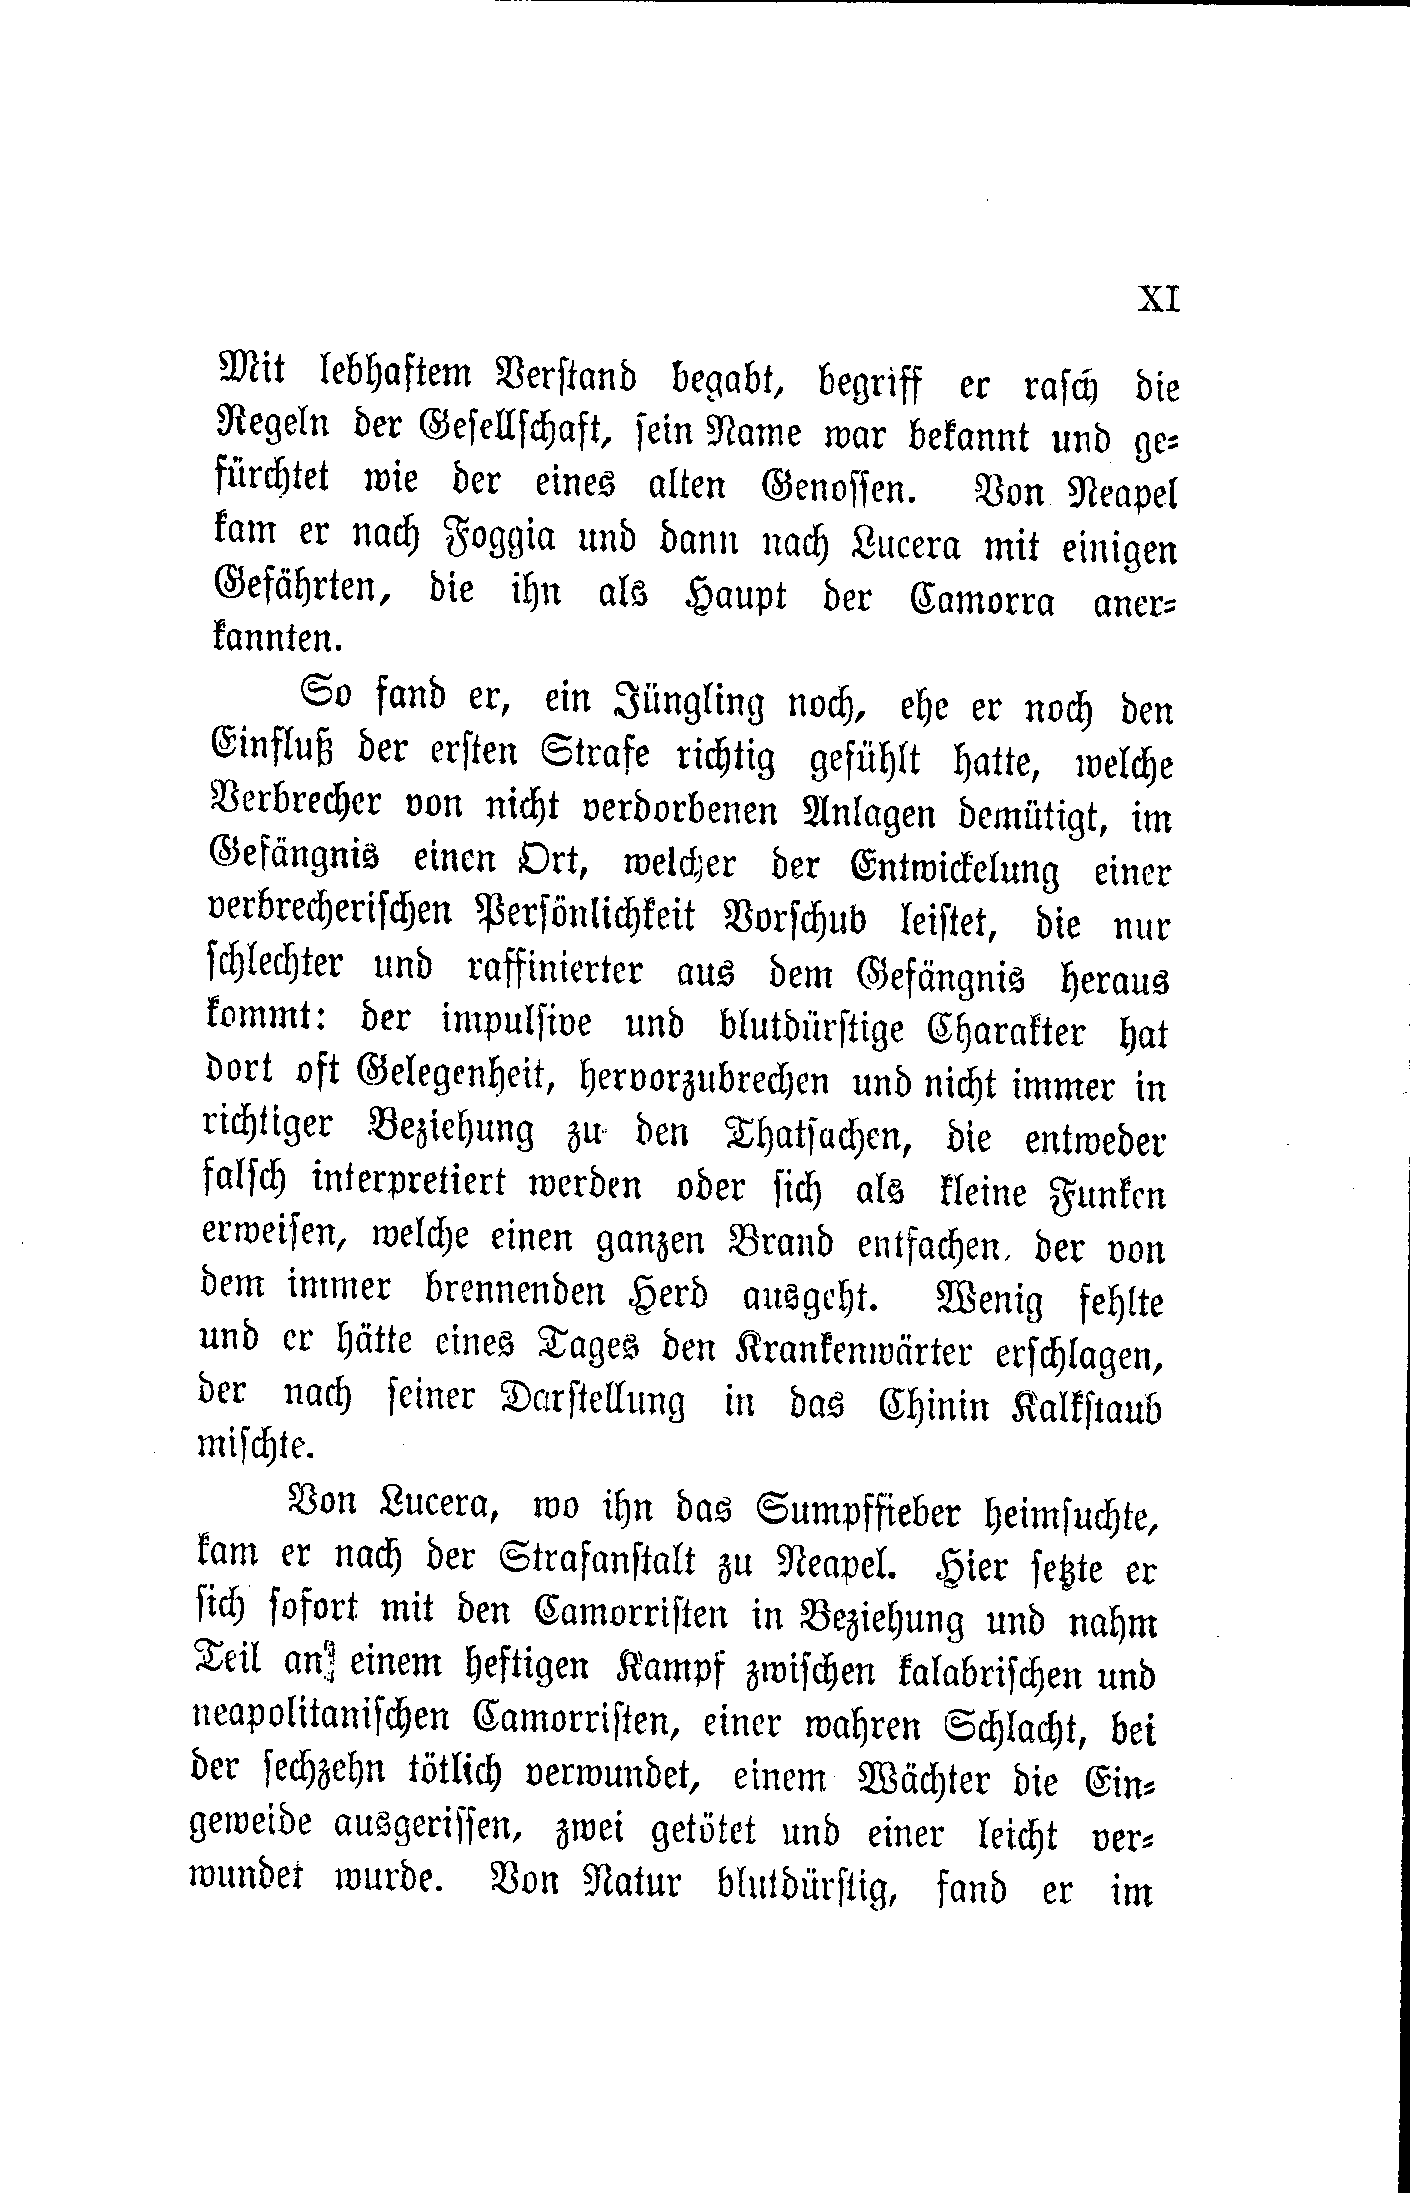 XI
Mit lebhaftem Verstand begabt, begriff er rasch die
Regeln der Gesellschaft, sein Name war bekannt und ge-
fürchtet wie der eines alten Genossen. Von Neapel
kam er nach Foggia und dann nach Lucera mit einigen
Gefährten, die ihn als Haupt der Camorra aner-
kannten.
So fand er, ein Jüngling noch, ehe er noch den
Einfluß der ersten Strafe richtig gefühlt hatte, welche
Verbrecher von nicht verdorbenen Anlagen demütigt, im
Gefängnis einen Ort, welcher der Entwickelung einer
verbrecherischen Persönlichkeit Vorschub leistet, die nur
schlechter und raffinierter aus dem Gefängnis heraus
kommt: der impulsive und blutdürstige Charakter hat
dort oft Gelegenheit, hervorzubrechen und nicht immer in
richtiger Beziehung zu den Thatsachen, die entweder
falsch interpretiert werden oder sich als kleine Funken
erweisen, welche einen ganzen Brand entfachen, der von
dem immer brennenden Herd ausgeht. Wenig fehlte
und er hätte eines Tages den Krankenwärter erschlagen,
der nach seiner Darstellung in das Chinin Kalkstaub
mischte.
Von Lucera, wo ihn das Sumpffieber heimsuchte,
kam er nach der Strafanstalt zu Neapel. Hier setzte er
sich sofort mit den Camorristen in Beziehung und nahm
Teil an einem heftigen Kampf zwischen kalabrischen und
neapolitanischen Camorristen, einer wahren Schlacht, bei
der sechzehn tötlich verwundet, einem Wächter die Ein-
geweide ausgerissen, zwei getötet und einer leicht ver-
wundet wurde. Von Natur blutdürstig, fand er im